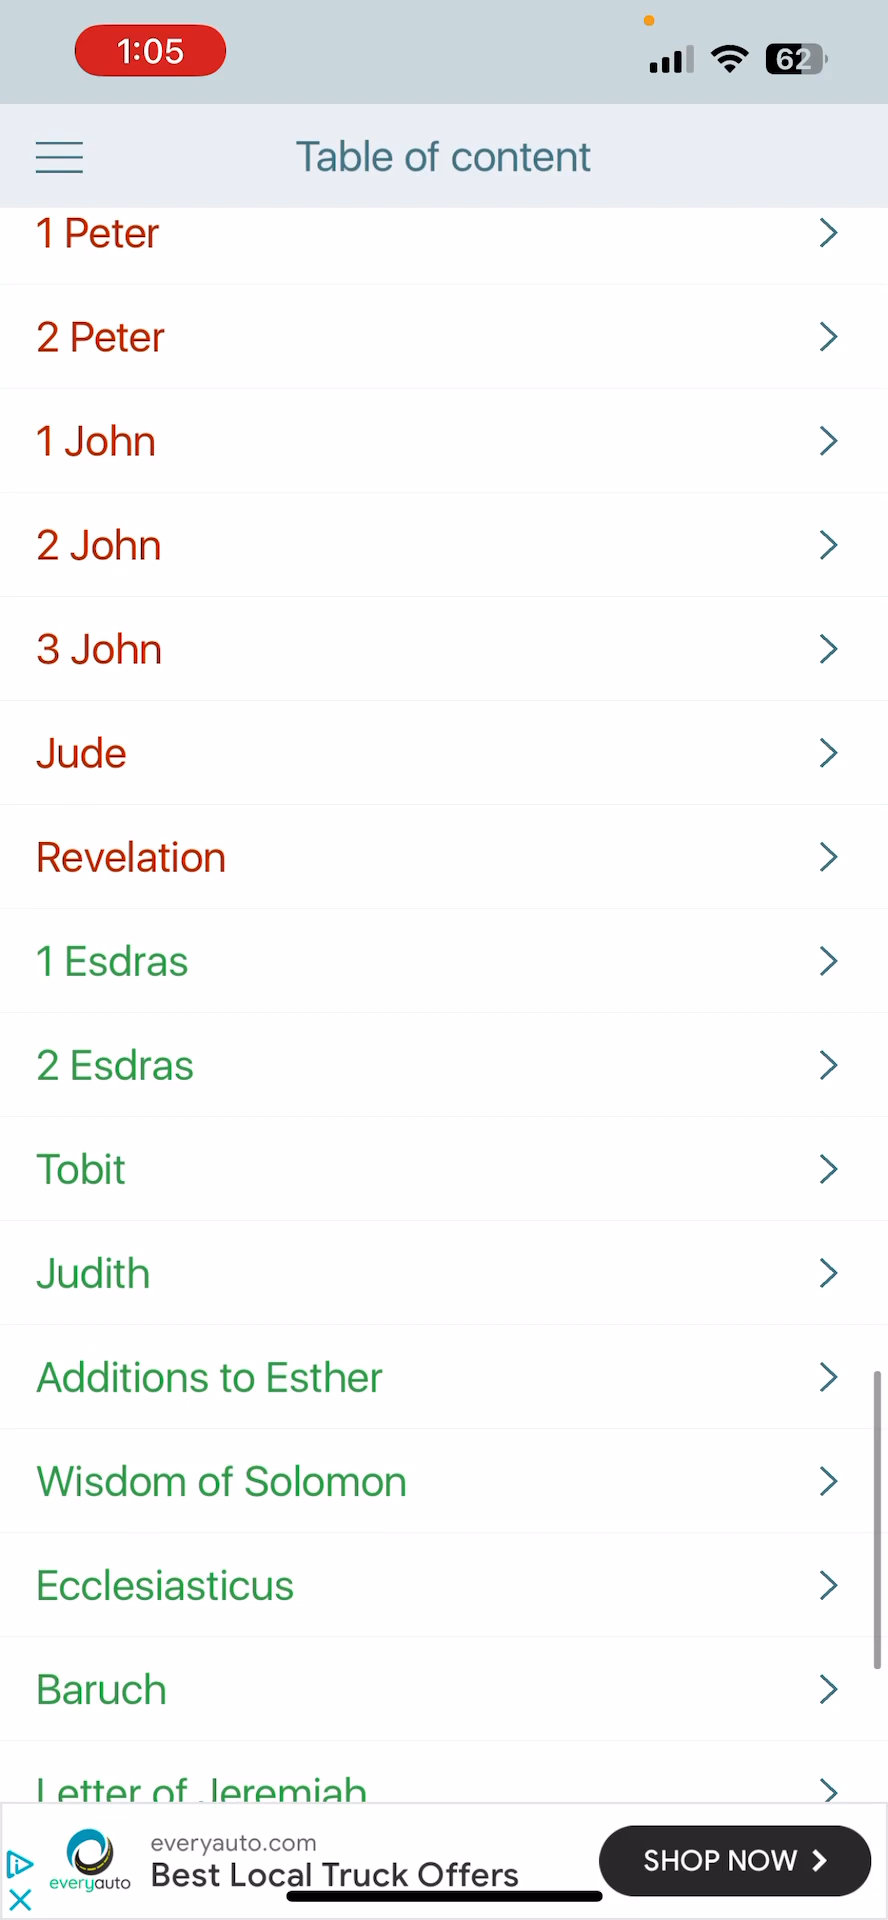 1:05
62
Table of content
1 Peter
2 Peter
1 John
2 John
3 John
Jude
Revelation
1 Esdras
2 Esdras
Tobit
Judith
Additions to Esther
Wisdom of Solomon
Ecclesiasticus
Baruch
Letter of Jeremiah
everyauto.com
Best Local Truck Offers
everyauto
SHOP NOW